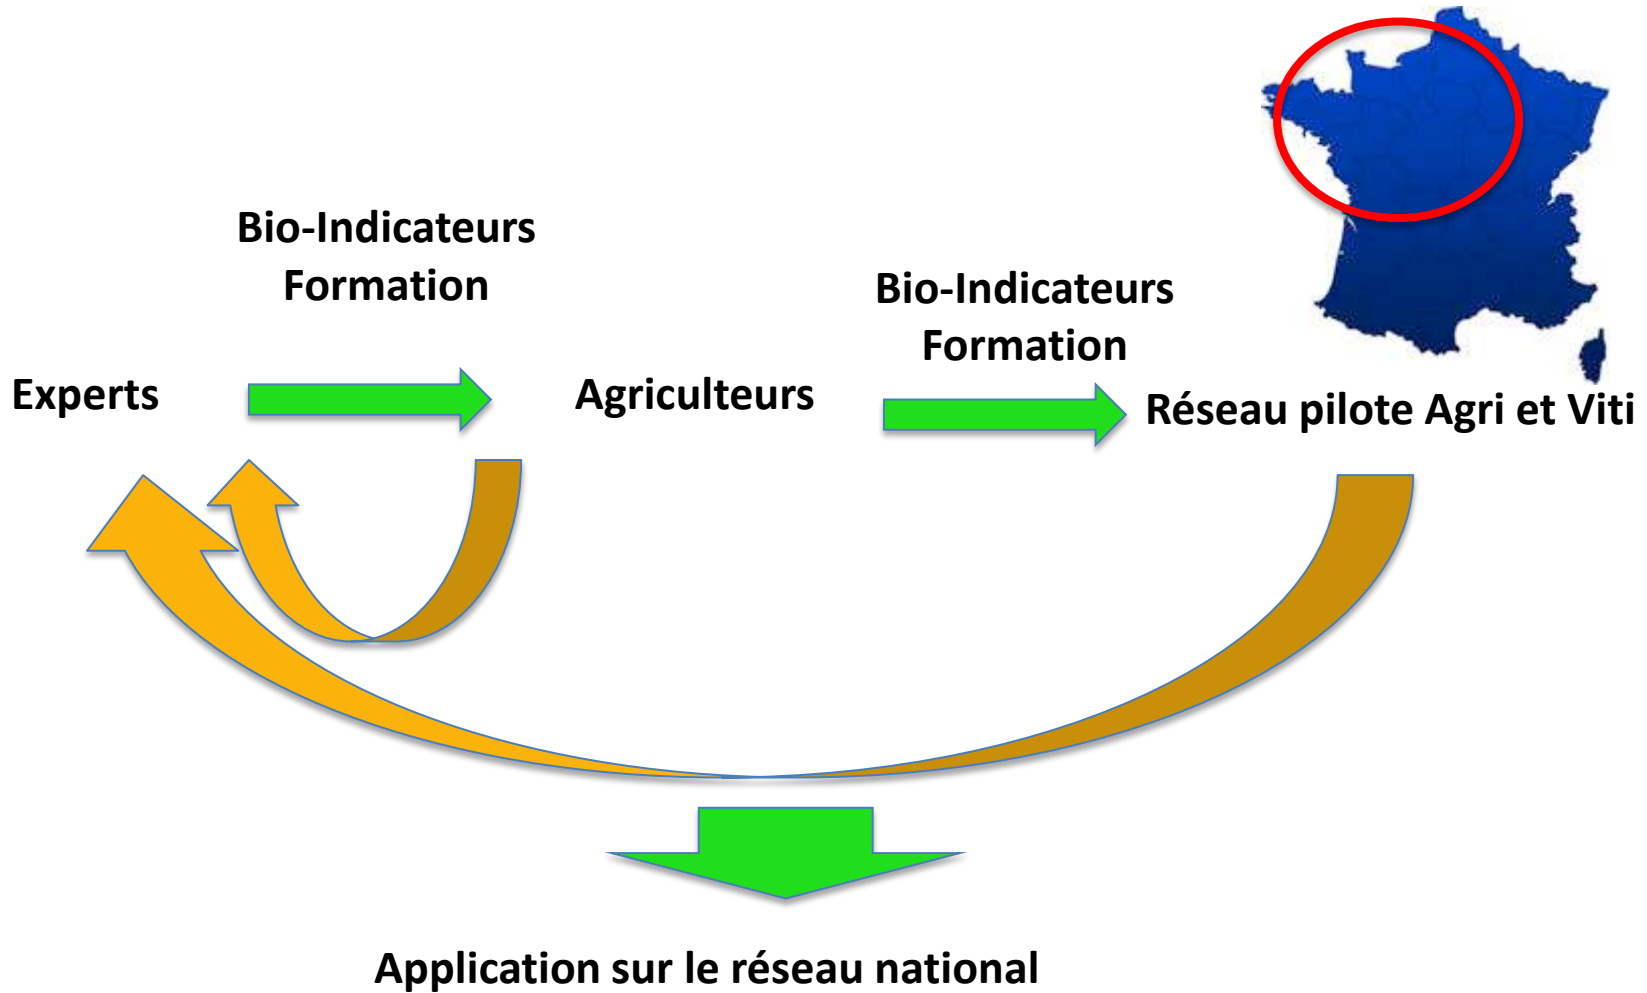 Bio-Indicateurs
Formation
Bio-Indicateurs
Formation
Experts
Agriculteurs
Réseau pilote Agri et Viti
Application sur le réseau national